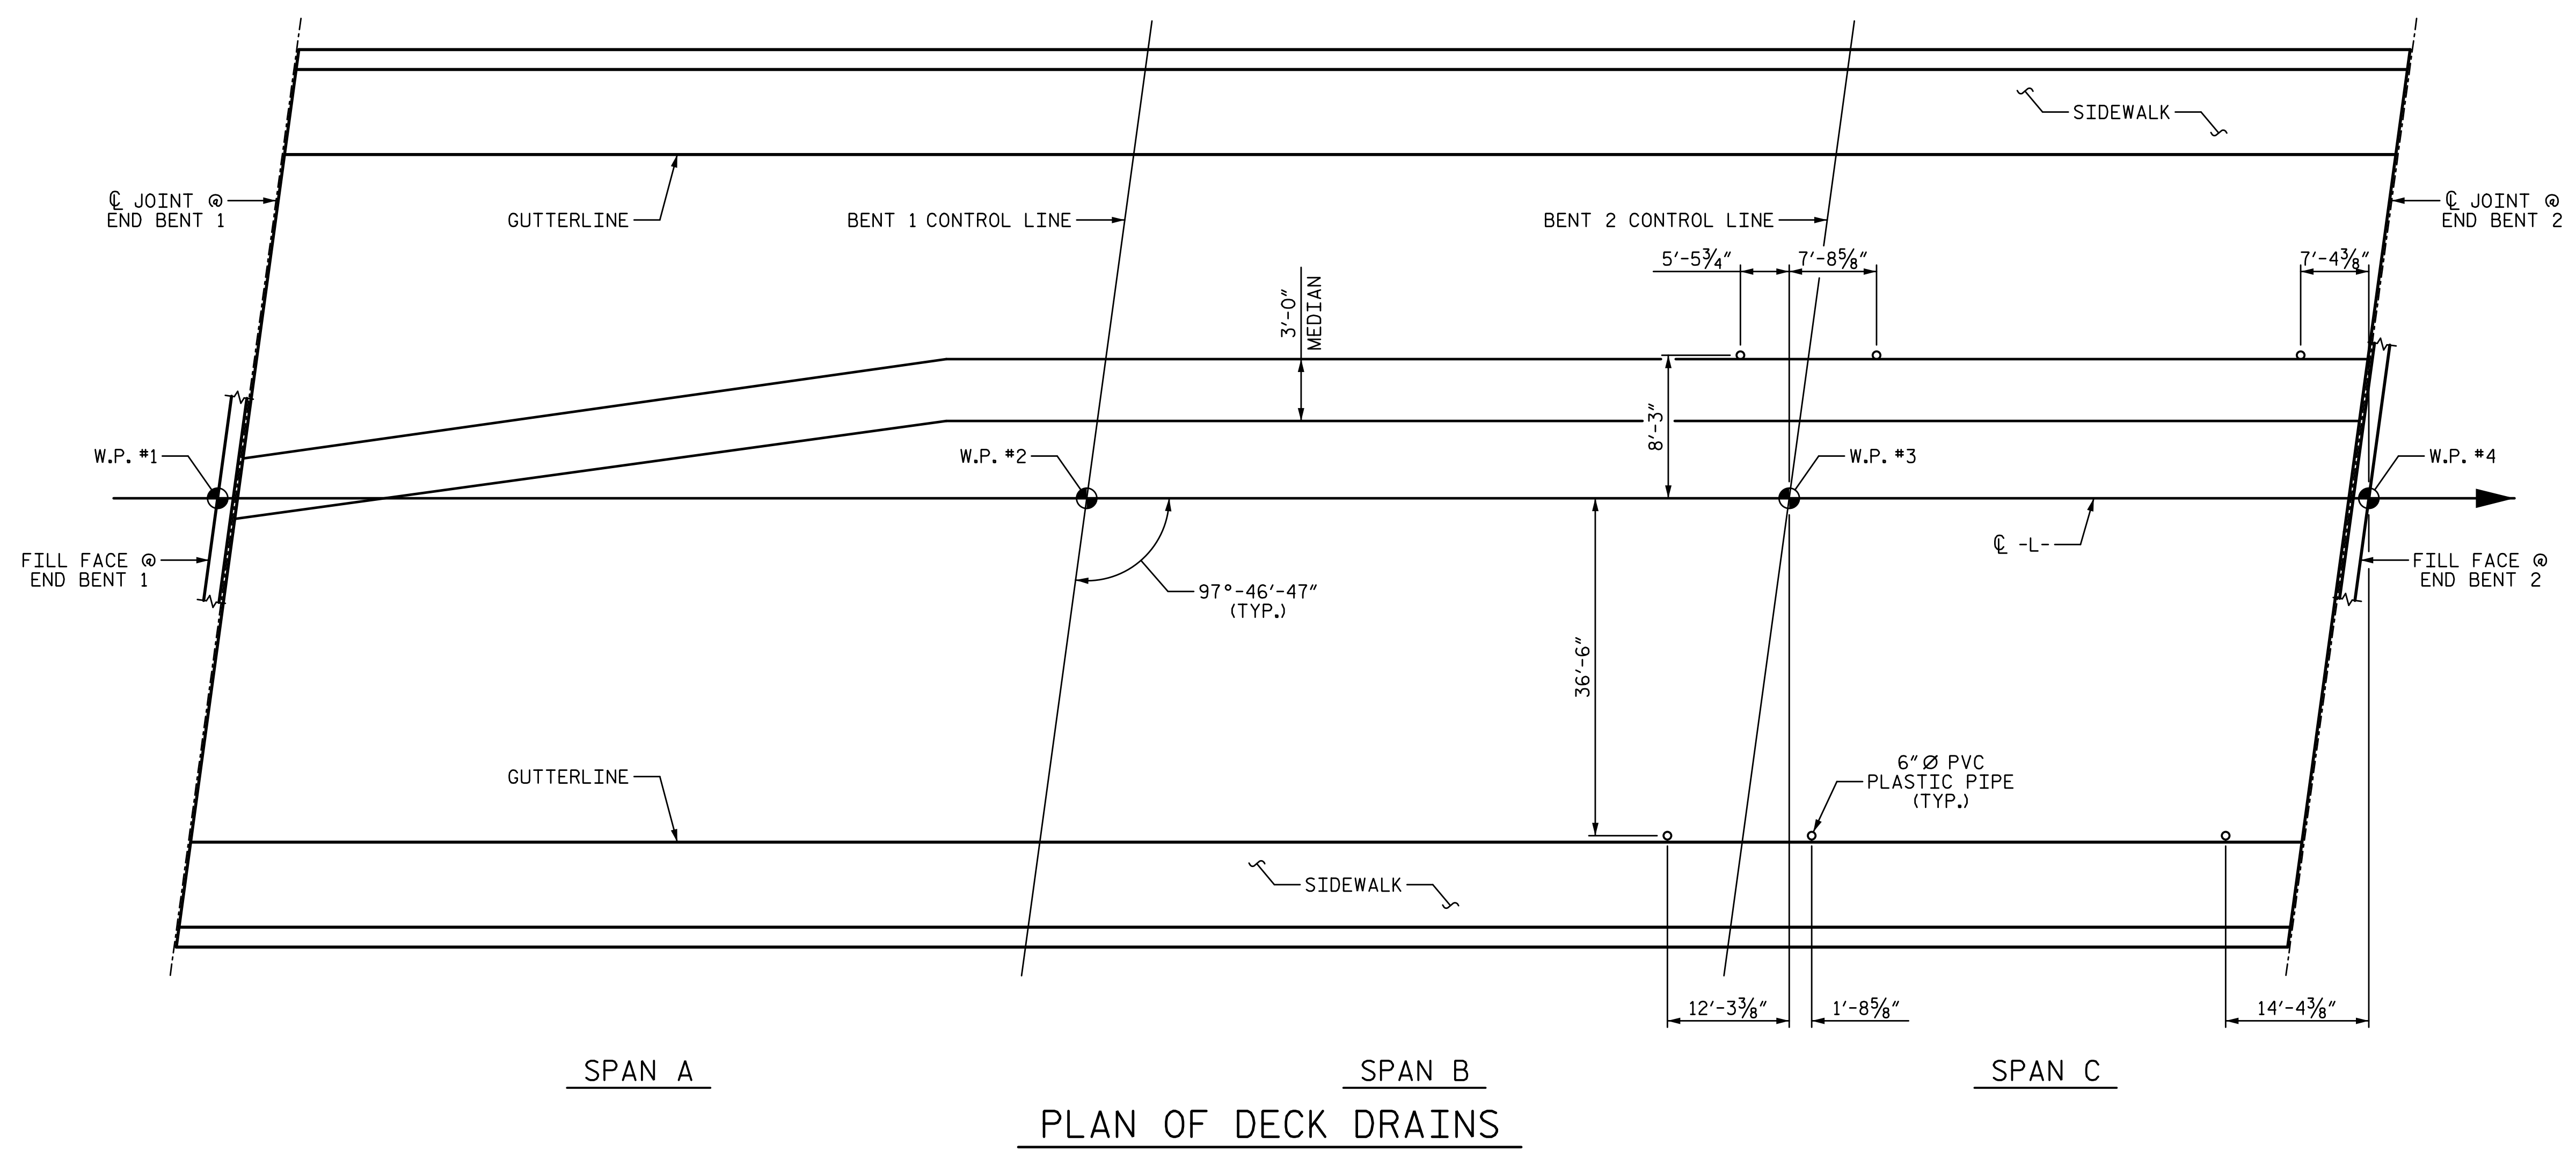 SIDEWALK
℄ JOINT @
END BENT 1
GUTTERLINE
BENT 1 CONTROL LINE
BENT 2 CONTROL LINE
℄ JOINT @
END BENT 2
5'-5¾"
7'-8⅝"
7'-4⅜"
3'-0"
MEDIAN
8'-3"
W.P. #1
W.P. #2
W.P. #3
W.P. #4
FILL FACE @
END BENT 1
97°-46'-47"
(TYP.)
℄ -L-
FILL FACE @
END BENT 2
36'-6"
GUTTERLINE
6"Ø PVC
PLASTIC PIPE
(TYP.)
SIDEWALK
12'-3⅜"
1'-8⅝"
14'-4⅜"
SPAN A
SPAN B
SPAN C
PLAN OF DECK DRAINS